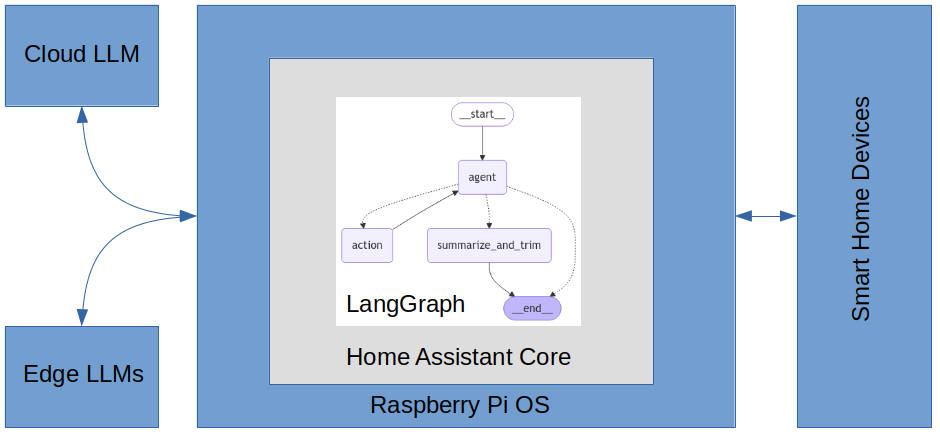 Cloud LLM
__start__
agent
action
summarize_and_trim
LangGraph
__end__
Home Assistant Core
Raspberry Pi OS
Edge LLMs
Smart Home Devices